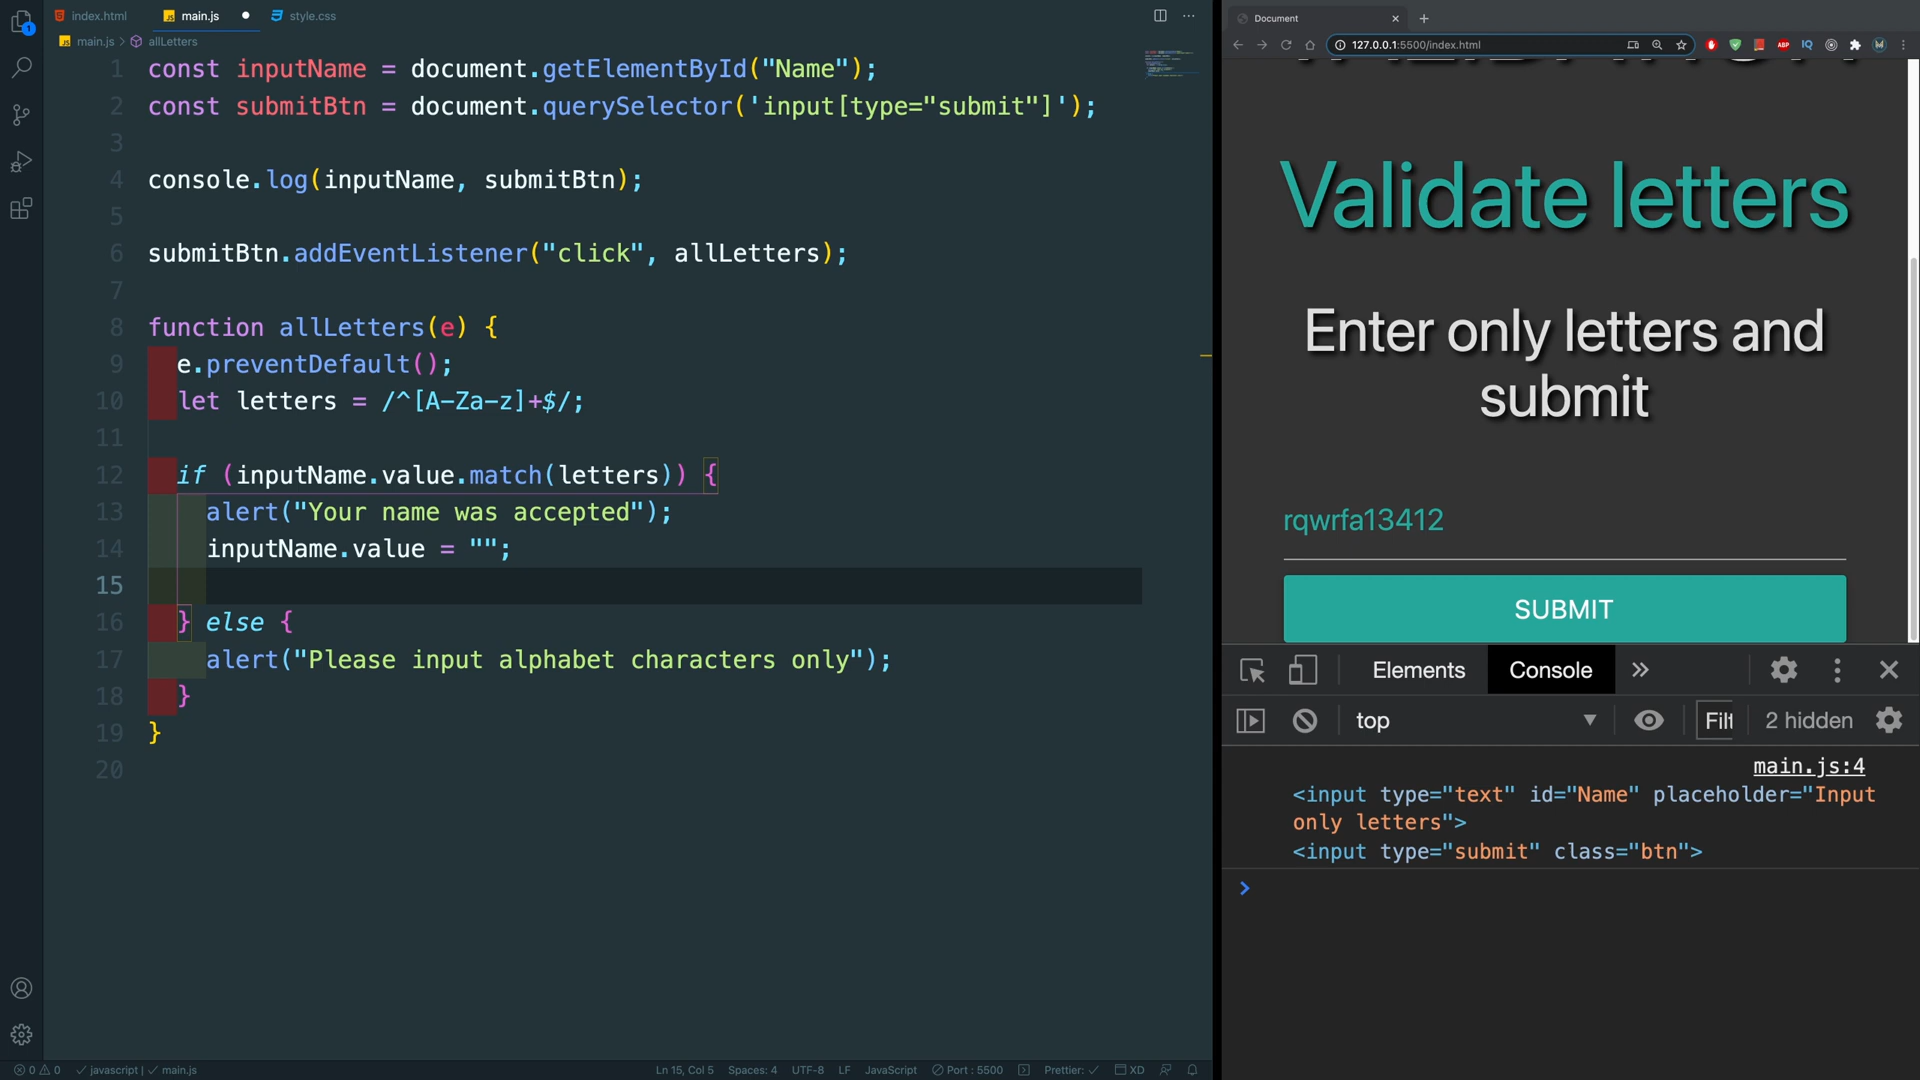 index.html
main.js
style.css
main.js > allLetters
1 const inputName = document.getElementById("Name");
2 const submitBtn = document.querySelector('input[type="submit"]');
3
4 console.log(inputName, submitBtn);
5
6 submitBtn.addEventListener("click", allLetters);
7
8 function allLetters(e) {
9 e.preventDefault();
10 let letters = /^[A-Za-z]+$/;
11
12 if (inputName.value.match(letters)) {
13 alert("Your name was accepted");
14 inputName.value = "";
15
16 } else {
17 alert("Please input alphabet characters only");
18 }
19 }
20
0 0 javascript | main.js
Ln 15, Col 5 Spaces: 4 UTF-8 LF JavaScript Port : 5500 Prettier: XD
Document
127.0.0.1:5500/index.html
ABP
IQ
Validate letters
Enter only letters and
submit
rqwrfa13412
SUBMIT
Elements Console »
top Filt 2 hidden
main.js:4
<input type="text" id="Name" placeholder="Input
only letters">
<input type="submit" class="btn">